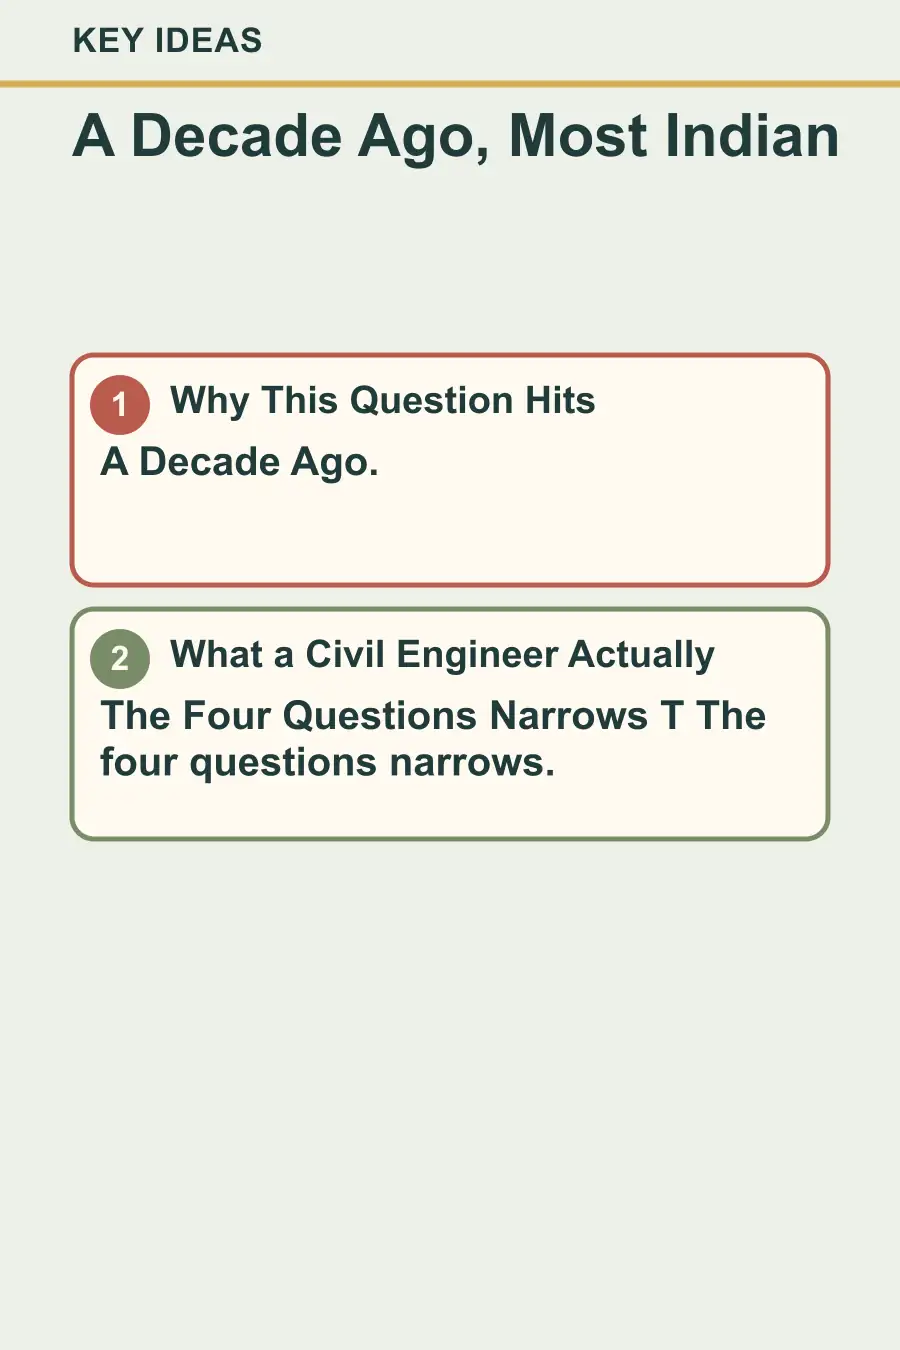 KEY IDEAS
A Decade Ago, Most Indian
1 Why This Question Hits
A Decade Ago.
2 What a Civil Engineer Actually
The Four Questions Narrows T The
four questions narrows.